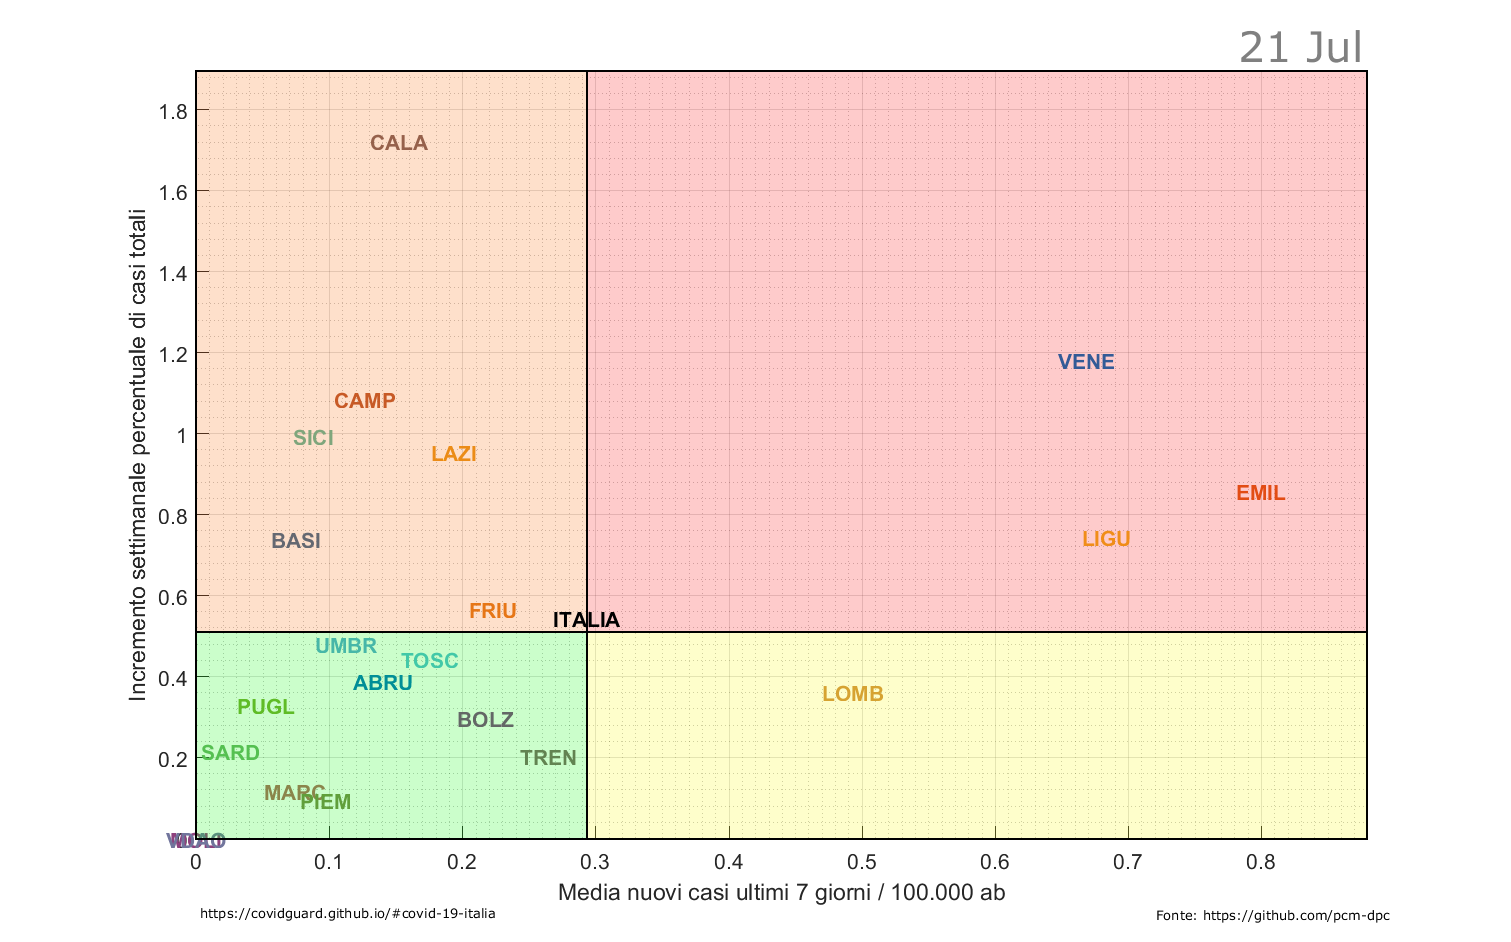 21 Jul
1.8
CALA
1.6
1.4
1.2
VENE
CAMP
1
SICI
LAZI
EMIL
0.8
BASI
LIGU
0.6
FRIU
ITALIA
UMBR
TOSC
0.4
ABRU
LOMB
PUGL
BOLZ
0.2
SARD
TREN
MARC
PIEM
0
0.1
0.2
0.3
0.4
0.5
0.6
0.7
0.8
Incremento settimanale percentuale di casi totali
Media nuovi casi ultimi 7 giorni / 100.000 ab
https://covidguard.github.io/#covid-19-italia
Fonte: https://github.com/pcm-dpc